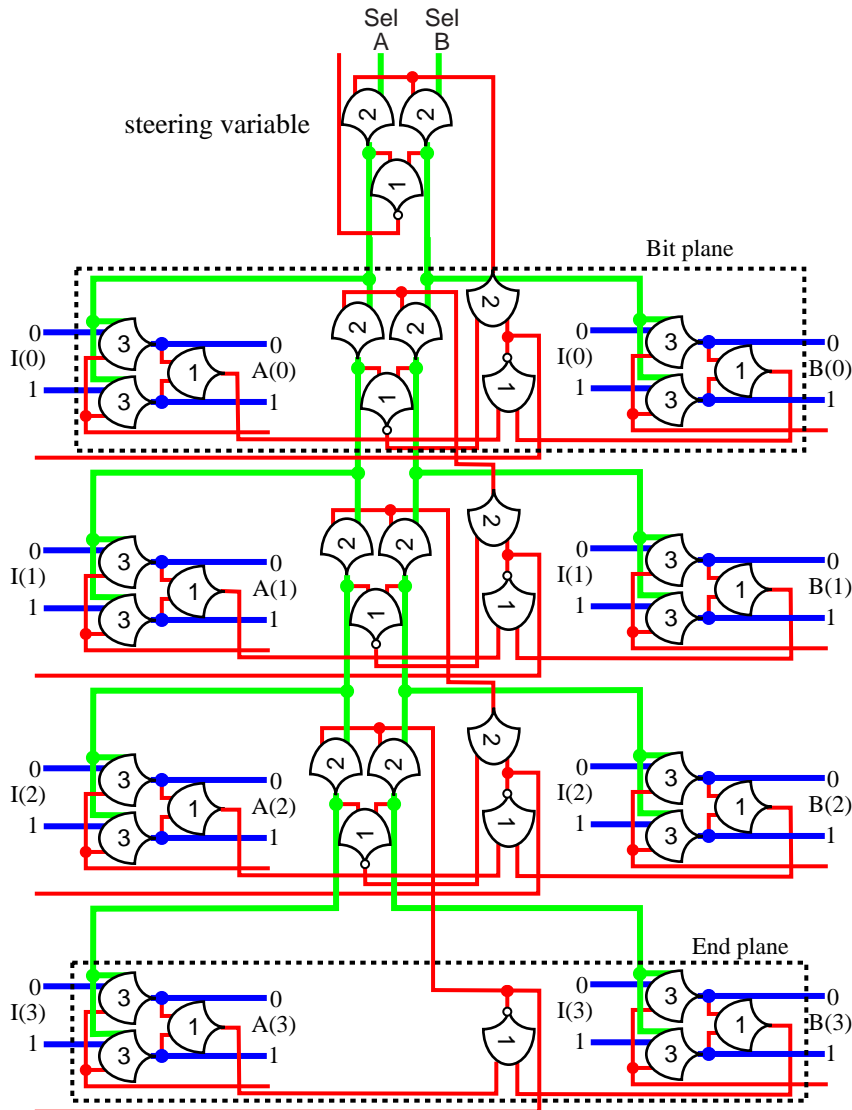 Sel Sel
A B
2 2
steering variable
1
Bit plane
2
0 3 0 2 2 0 3 0
I(0) 1 A(0) I(0) 1 B(0)
1 3 1 1 1 1 3 1
2
0 3 0 2 2 0 3 0
I(1) 1 A(1) I(1) 1 B(1)
1 3 1 1 1 1 3 1
2
0 3 0 2 2 0 3 0
I(2) 1 A(2) I(2) 1 B(2)
1 3 1 1 1 1 3 1
End plane
0 3 0 0 3 0
I(3) 1 A(3) I(3) 1 B(3)
1 3 1 1 1 3 1